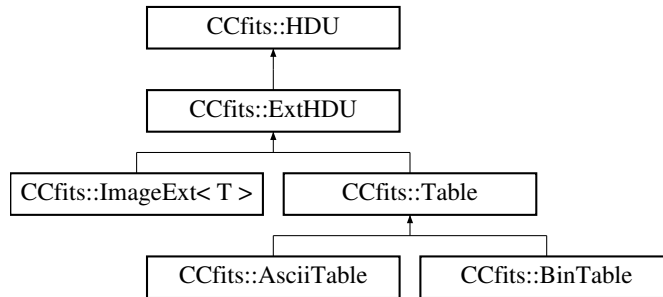 CCfits::HDU
CCfits::ExtHDU
CCfits::ImageExt< T >
CCfits::Table
CCfits::AsciiTable
CCfits::BinTable